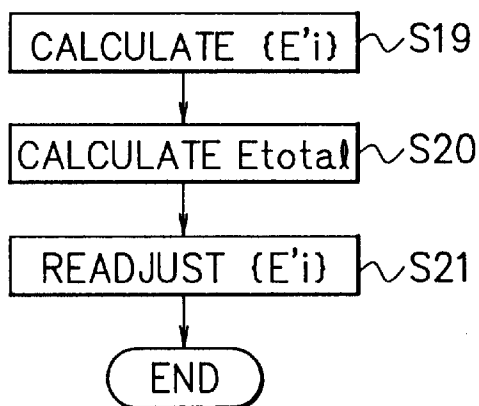 CALCULATE {E'i} S19
CALCULATE Etotal S20
READJUST {E'i} S21
END